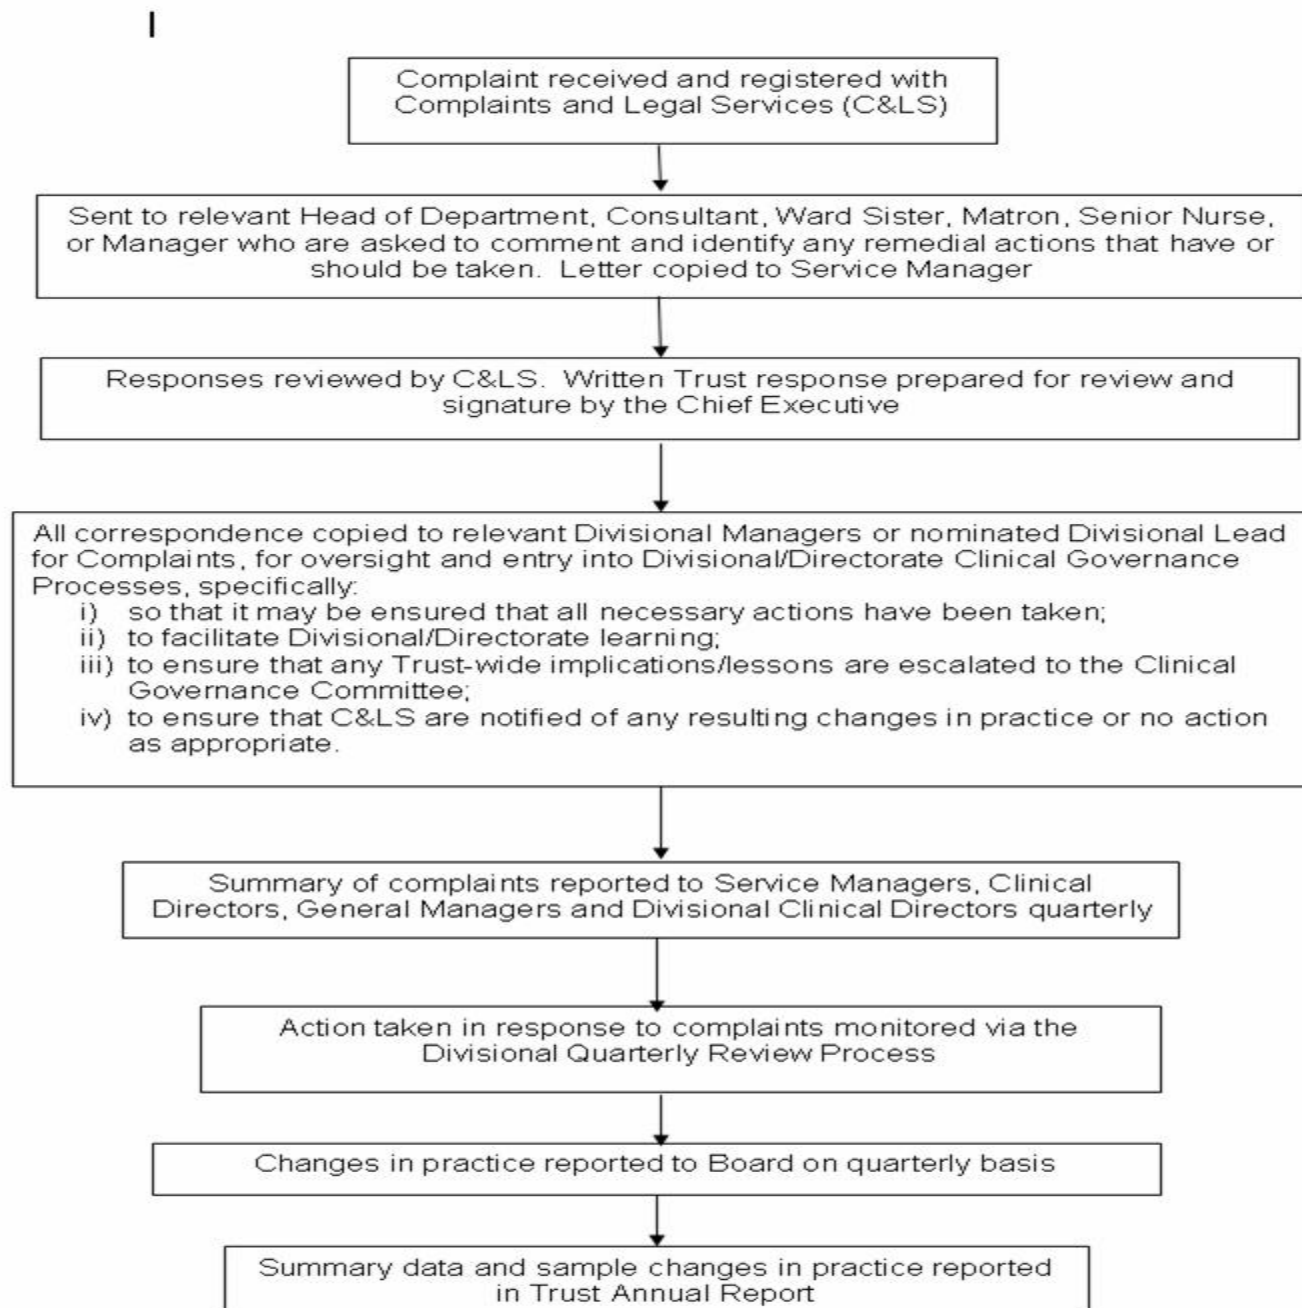 I
Complaint received and registered with
Complaints and Legal Services (C&LS)
Sent to relevant Head of Department, Consultant, Ward Sister, Matron, Senior Nurse,
or Manager who are asked to comment and identify any remedial actions that have or
should be taken.  Letter copied to Service Manager
Responses reviewed by C&LS.  Written Trust response prepared for review and
signature by the Chief Executive
All correspondence copied to relevant Divisional Managers or nominated Divisional Lead
for Complaints, for oversight and entry into Divisional/Directorate Clinical Governance
Processes, specifically:
i) so that it may be ensured that all necessary actions have been taken;
ii) to facilitate Divisional/Directorate learning;
iii) to ensure that any Trust-wide implications/lessons are escalated to the Clinical
Governance Committee;
iv) to ensure that C&LS are notified of any resulting changes in practice or no action
as appropriate.
Summary of complaints reported to Service Managers, Clinical
Directors, General Managers and Divisional Clinical Directors quarterly
Action taken in response to complaints monitored via the
Divisional Quarterly Review Process
Changes in practice reported to Board on quarterly basis
Summary data and sample changes in practice reported
in Trust Annual Report